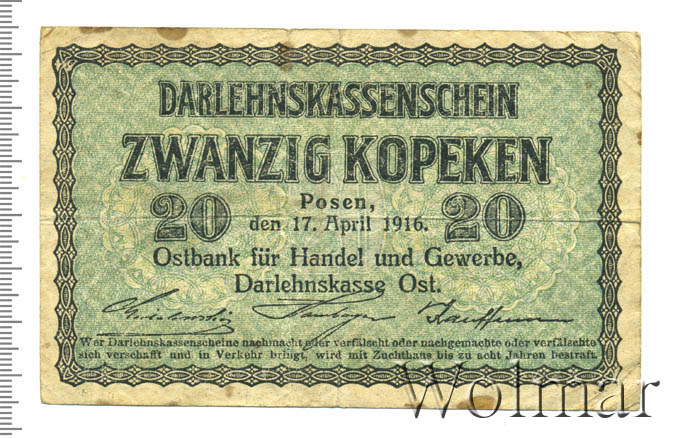 DARLEHNSKASSENSCHEIN
ZWANZIG KOPEKEN
20 Posen, 20
den 17. April 1916.
Ostbank für Handel und Gewerbe,
Darlehnskasse Ost.
Kauffmann
Wer Darlehnskassenscheine nachmacht oder verfälscht oder nachgemachte oder verfälschte
sich verschafft und in Verkehr bringt, wird mit Zuchthaus bis zu acht Jahren bestraft.
Wolmar